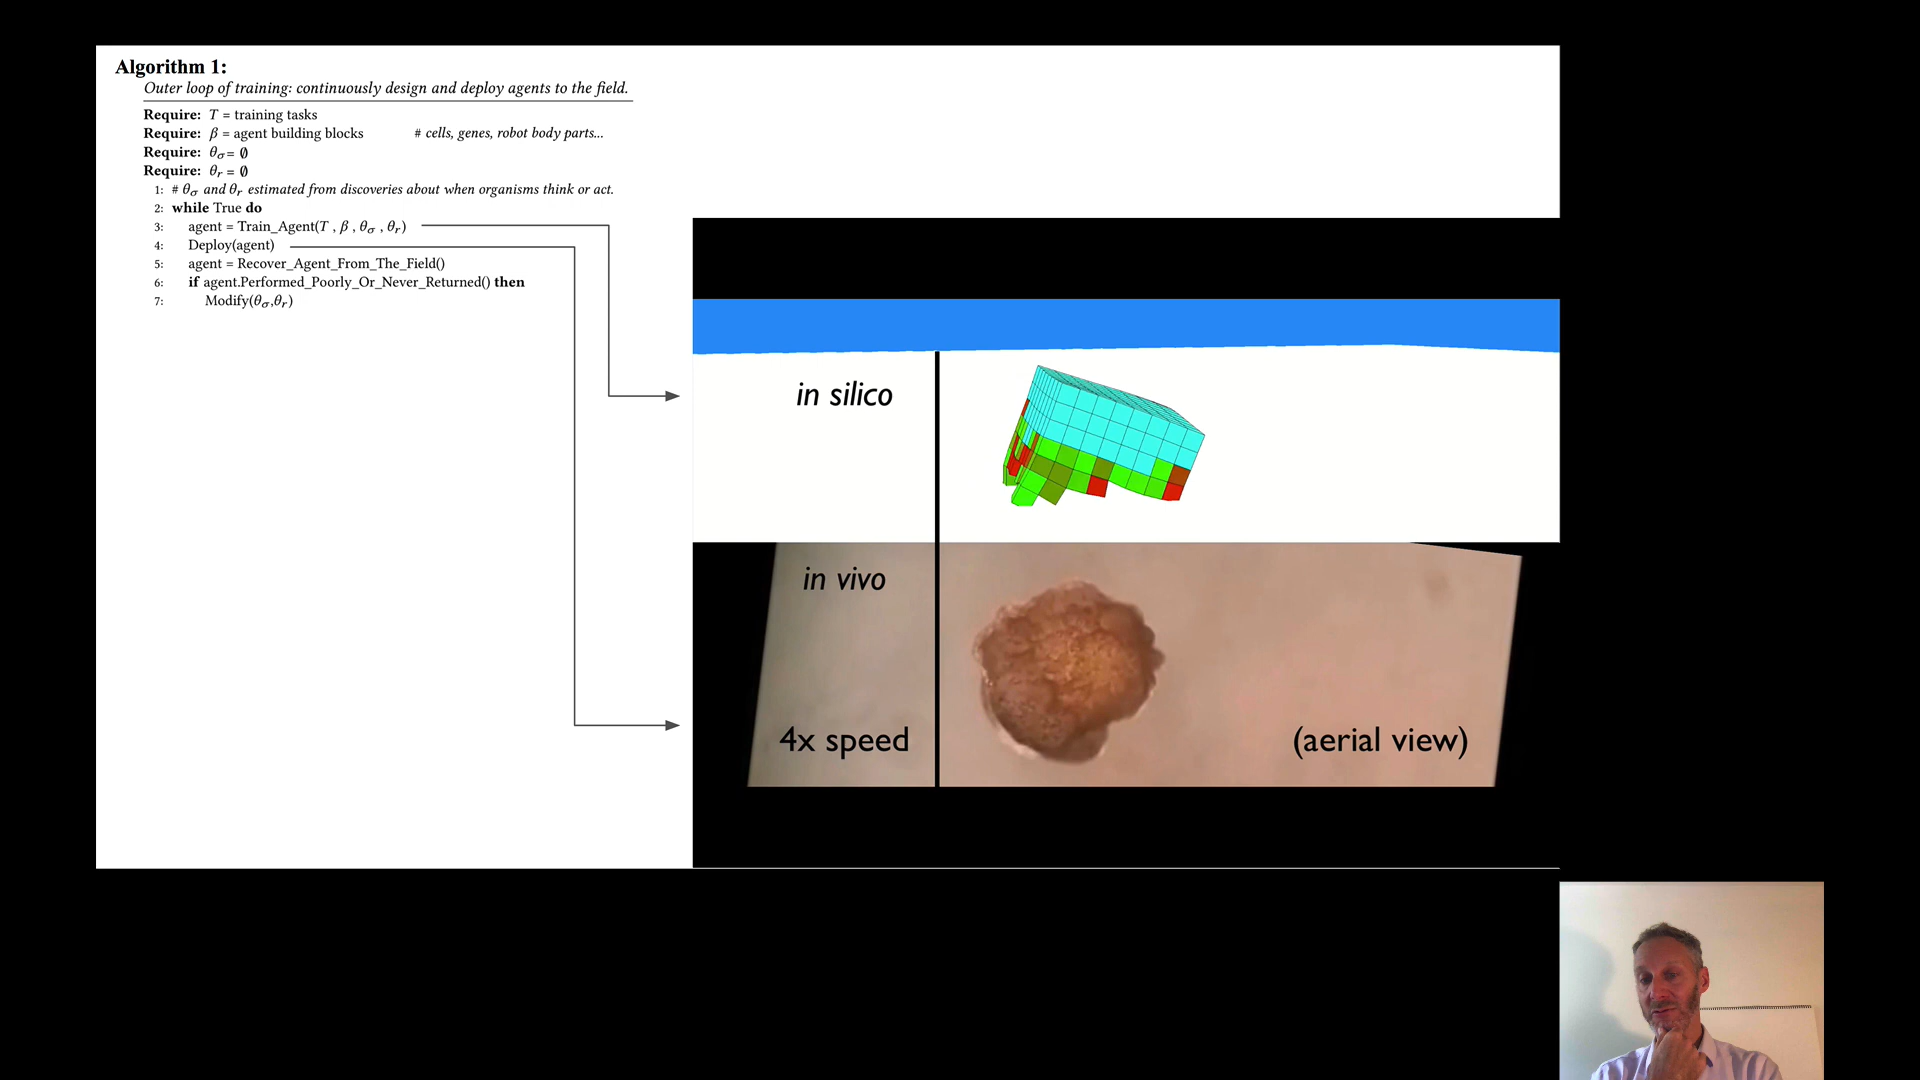 Algorithm 1:
Outer loop of training: continuously design and deploy agents to the field.
Require: T = training tasks
Require: β = agent building blocks # cells, genes, robot body parts...
Require: θσ = ∅
Require: θr = ∅
1: # θσ and θr estimated from discoveries about when organisms think or act.
2: while True do
3: agent = Train_Agent(T , β , θσ , θr)
4: Deploy(agent)
5: agent = Recover_Agent_From_The_Field()
6: if agent.Performed_Poorly_Or_Never_Returned() then
7: Modify(θσ,θr)
in silico
in vivo
4x speed
(aerial view)